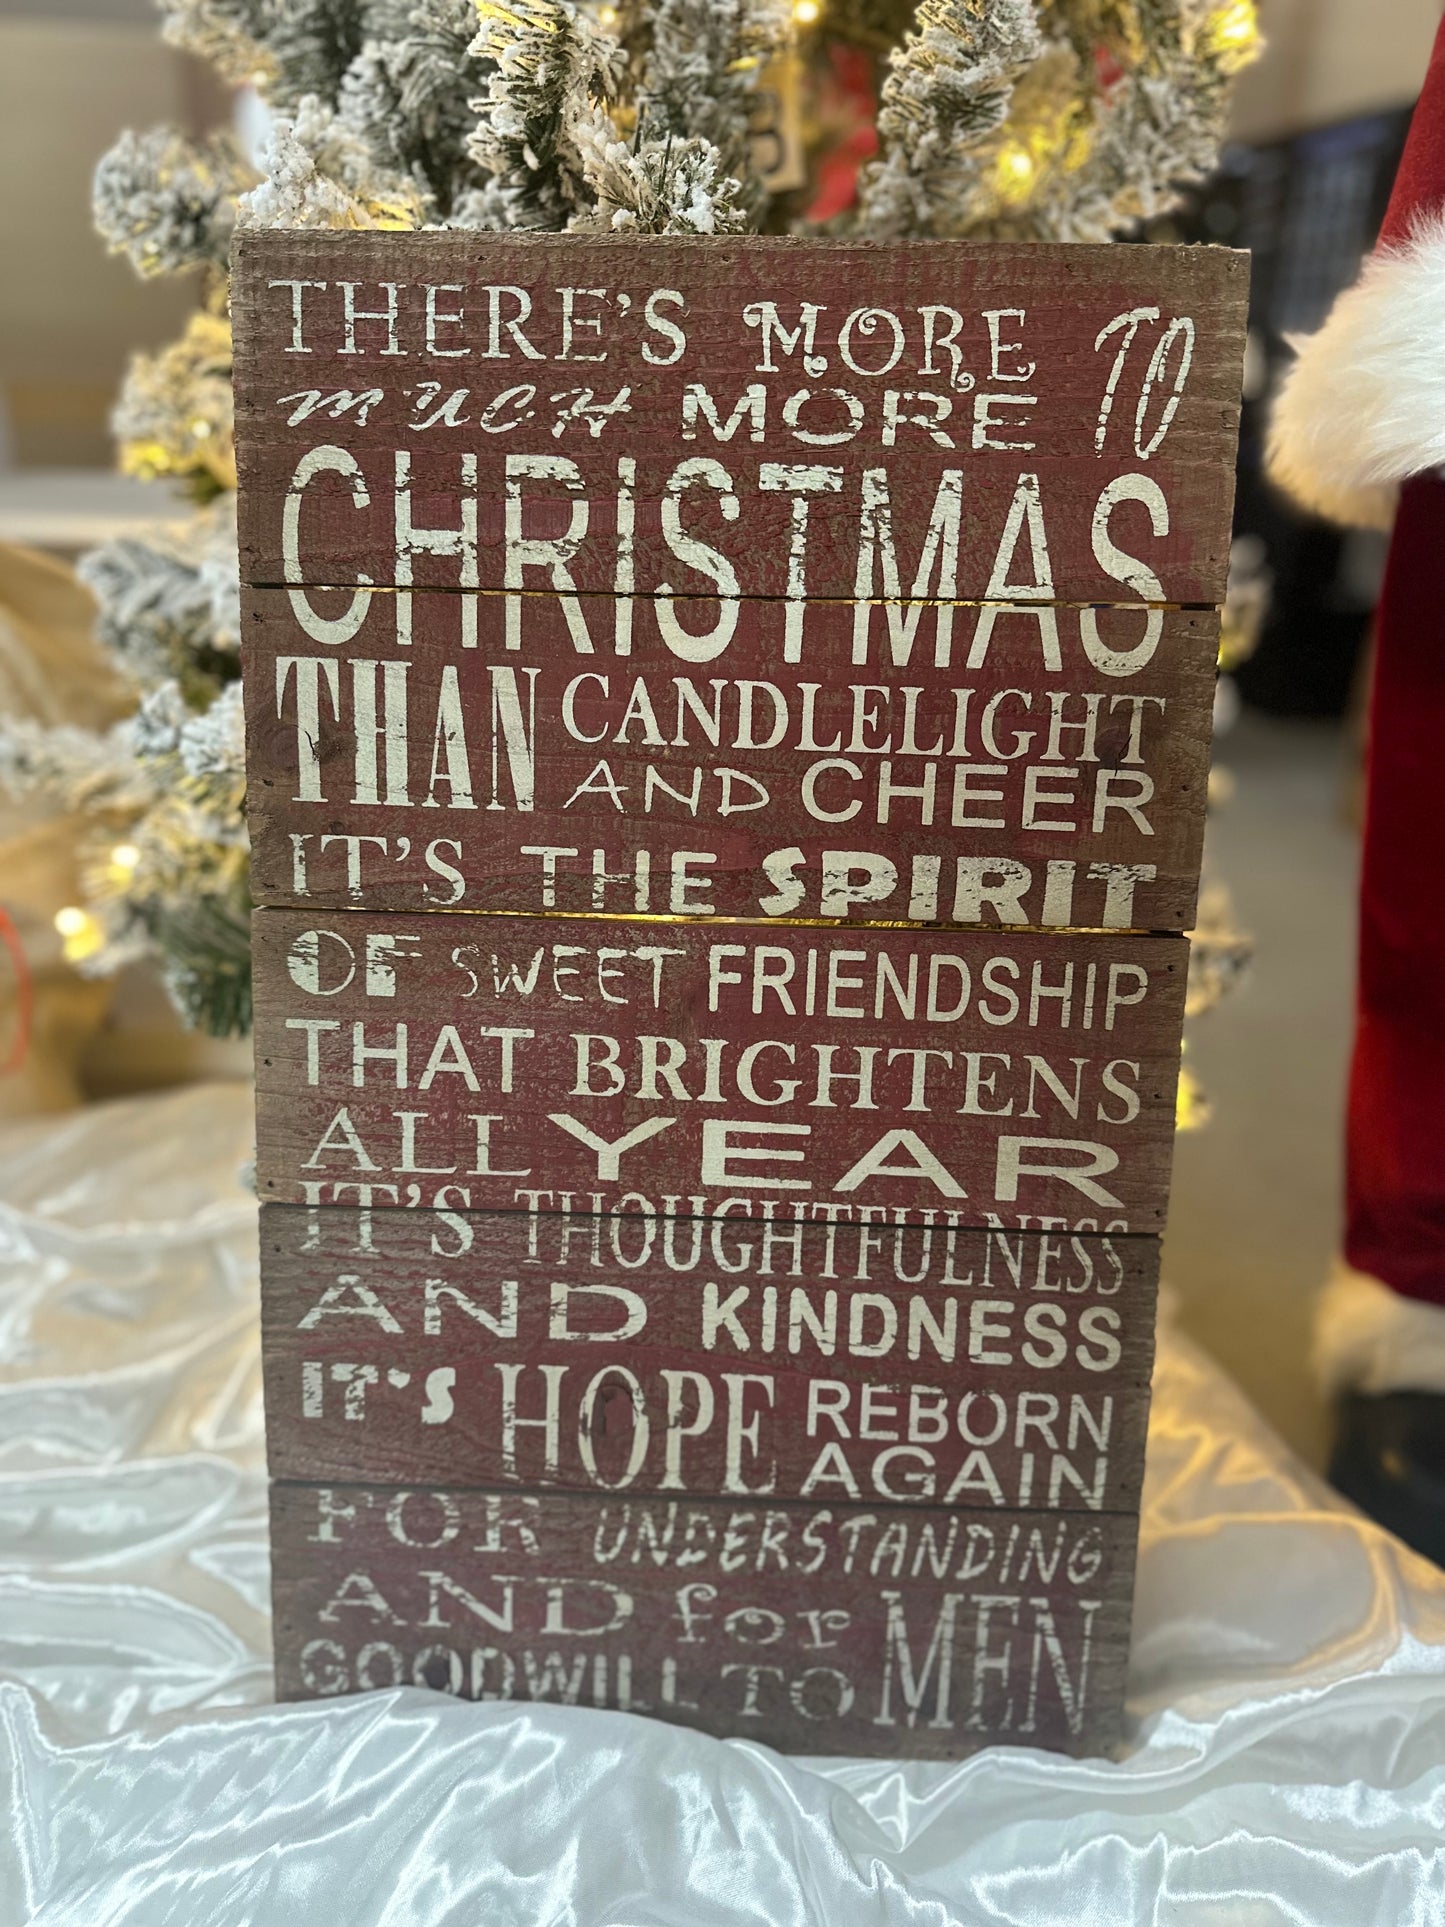 THERE'S MORE TO
MUCH MORE
CHRISTMAS
THAN CANDLELIGHT
AND CHEER
IT'S THE SPIRIT
OF SWEET FRIENDSHIP
THAT BRIGHTENS
ALL YEAR
IT'S THOUGHTFULNESS
AND KINDNESS
IT'S HOPE REBORN
AGAIN
FOR UNDERSTANDING
AND for for MEN
GOODWILL TO